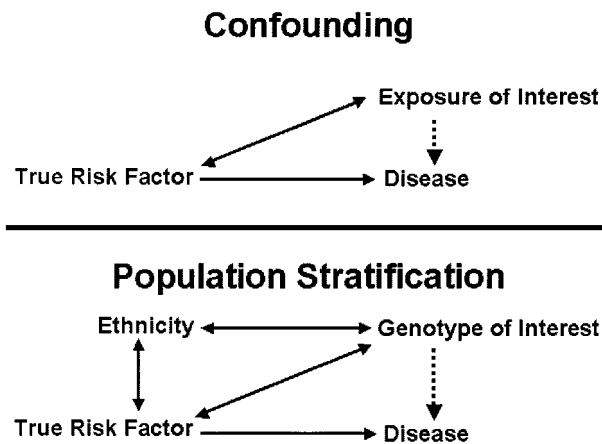 Confounding
Exposure of Interest
True Risk Factor
Disease
Population Stratification
Ethnicity
Genotype of Interest
True Risk Factor
Disease